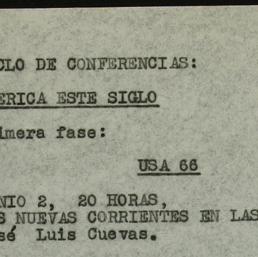 CLO DE CONFERENCIAS:
ERICA ESTE SIGLO
imera fase:
USA 66
NIO 2, 20 HORAS,
S NUEVAS CORRIENTES EN LAS
sé Luis Cuevas.